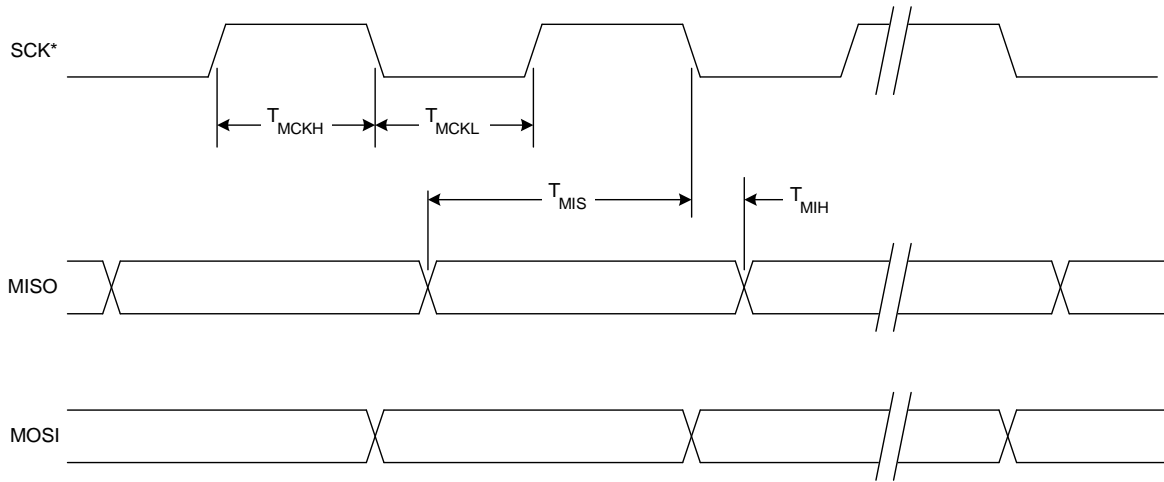 SCK*
T_MCKH
T_MCKL
T_MIS
T_MIH
MISO
MOSI